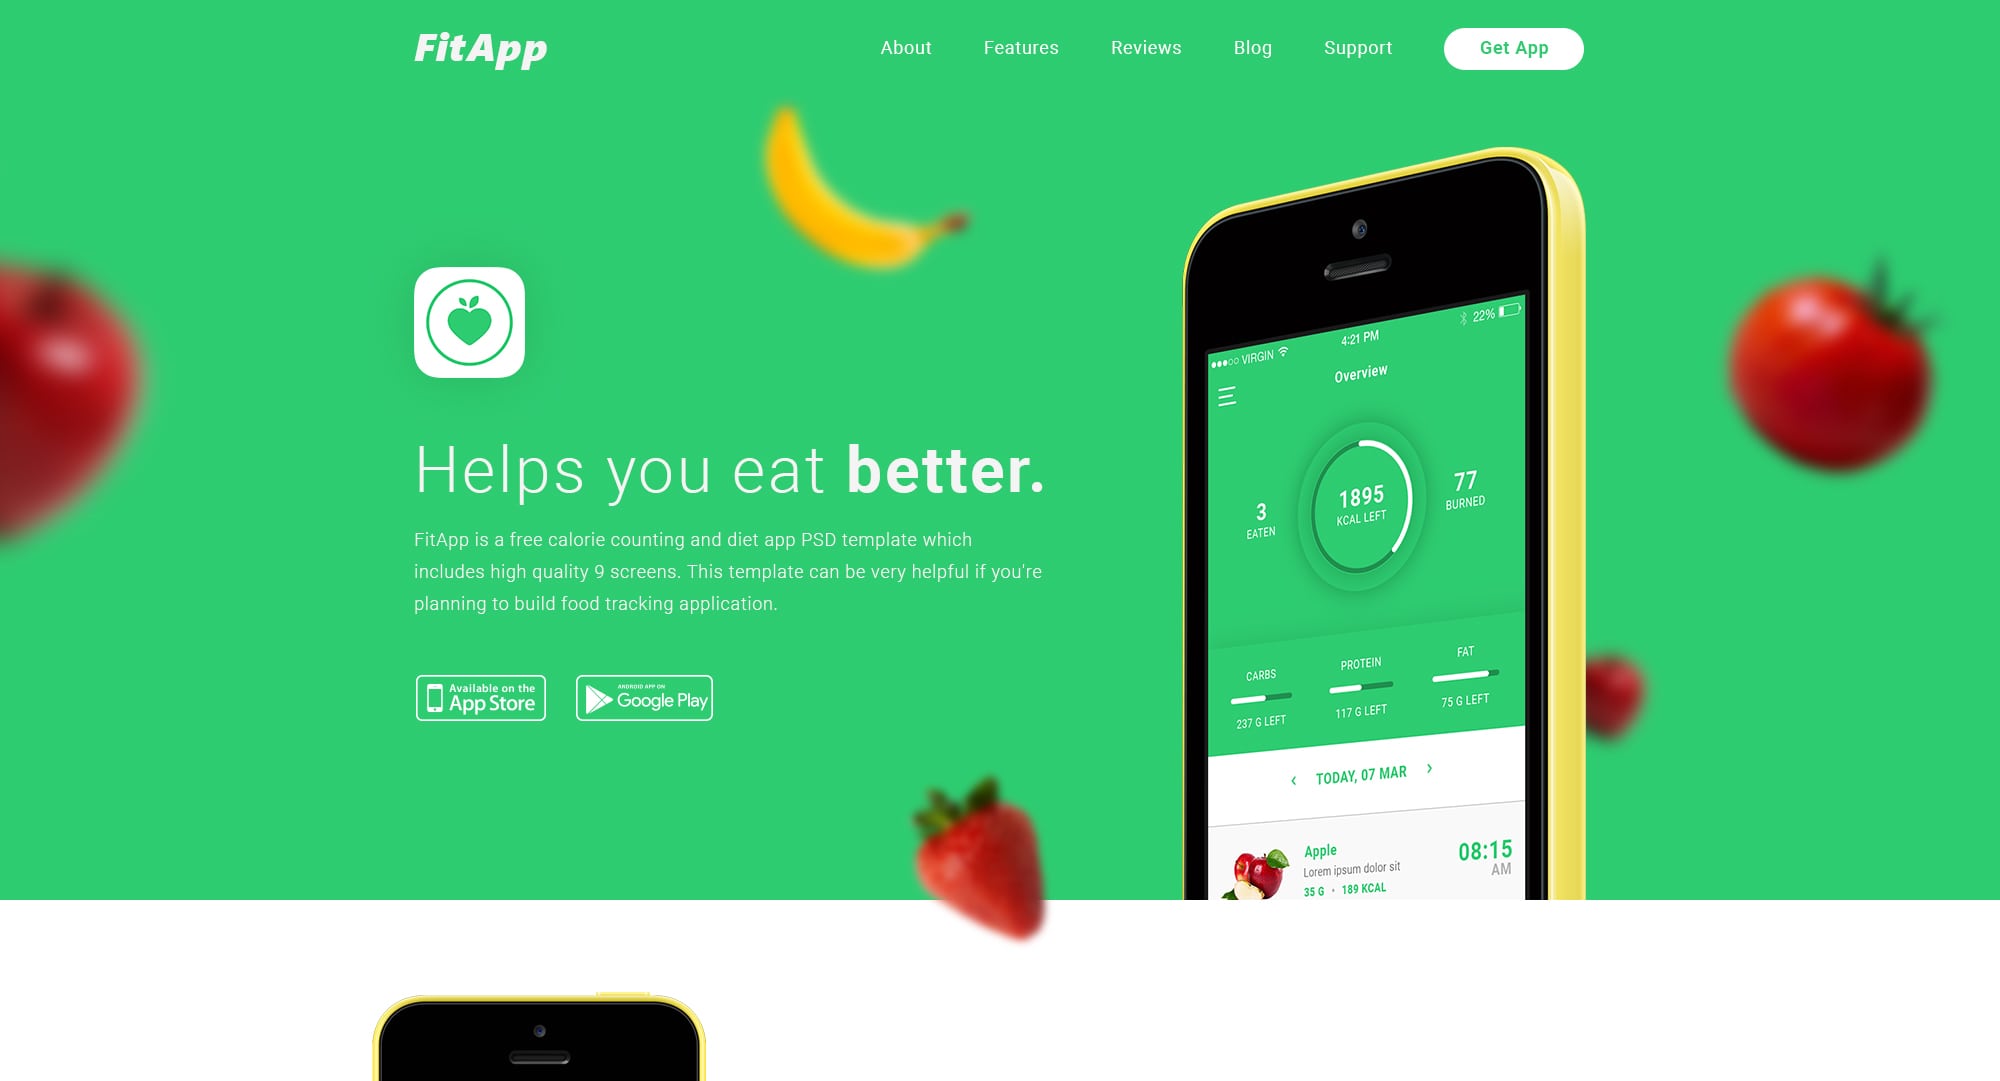 FitApp
About
Features
Reviews
Blog
Support
Get App
Helps you eat better.
FitApp is a free calorie counting and diet app PSD template which
includes high quality 9 screens. This template can be very helpful if you're
planning to build food tracking application.
Available on the
App Store
ANDROID APP ON
Google Play
VIRGIN
4:21 PM
22%
Overview
3
EATEN
1895
KCAL LEFT
77
BURNED
CARBS
237 G LEFT
PROTEIN
117 G LEFT
FAT
75 G LEFT
‹ TODAY, 07 MAR ›
Apple
Lorem ipsum dolor sit
35 G • 189 KCAL
08:15
AM